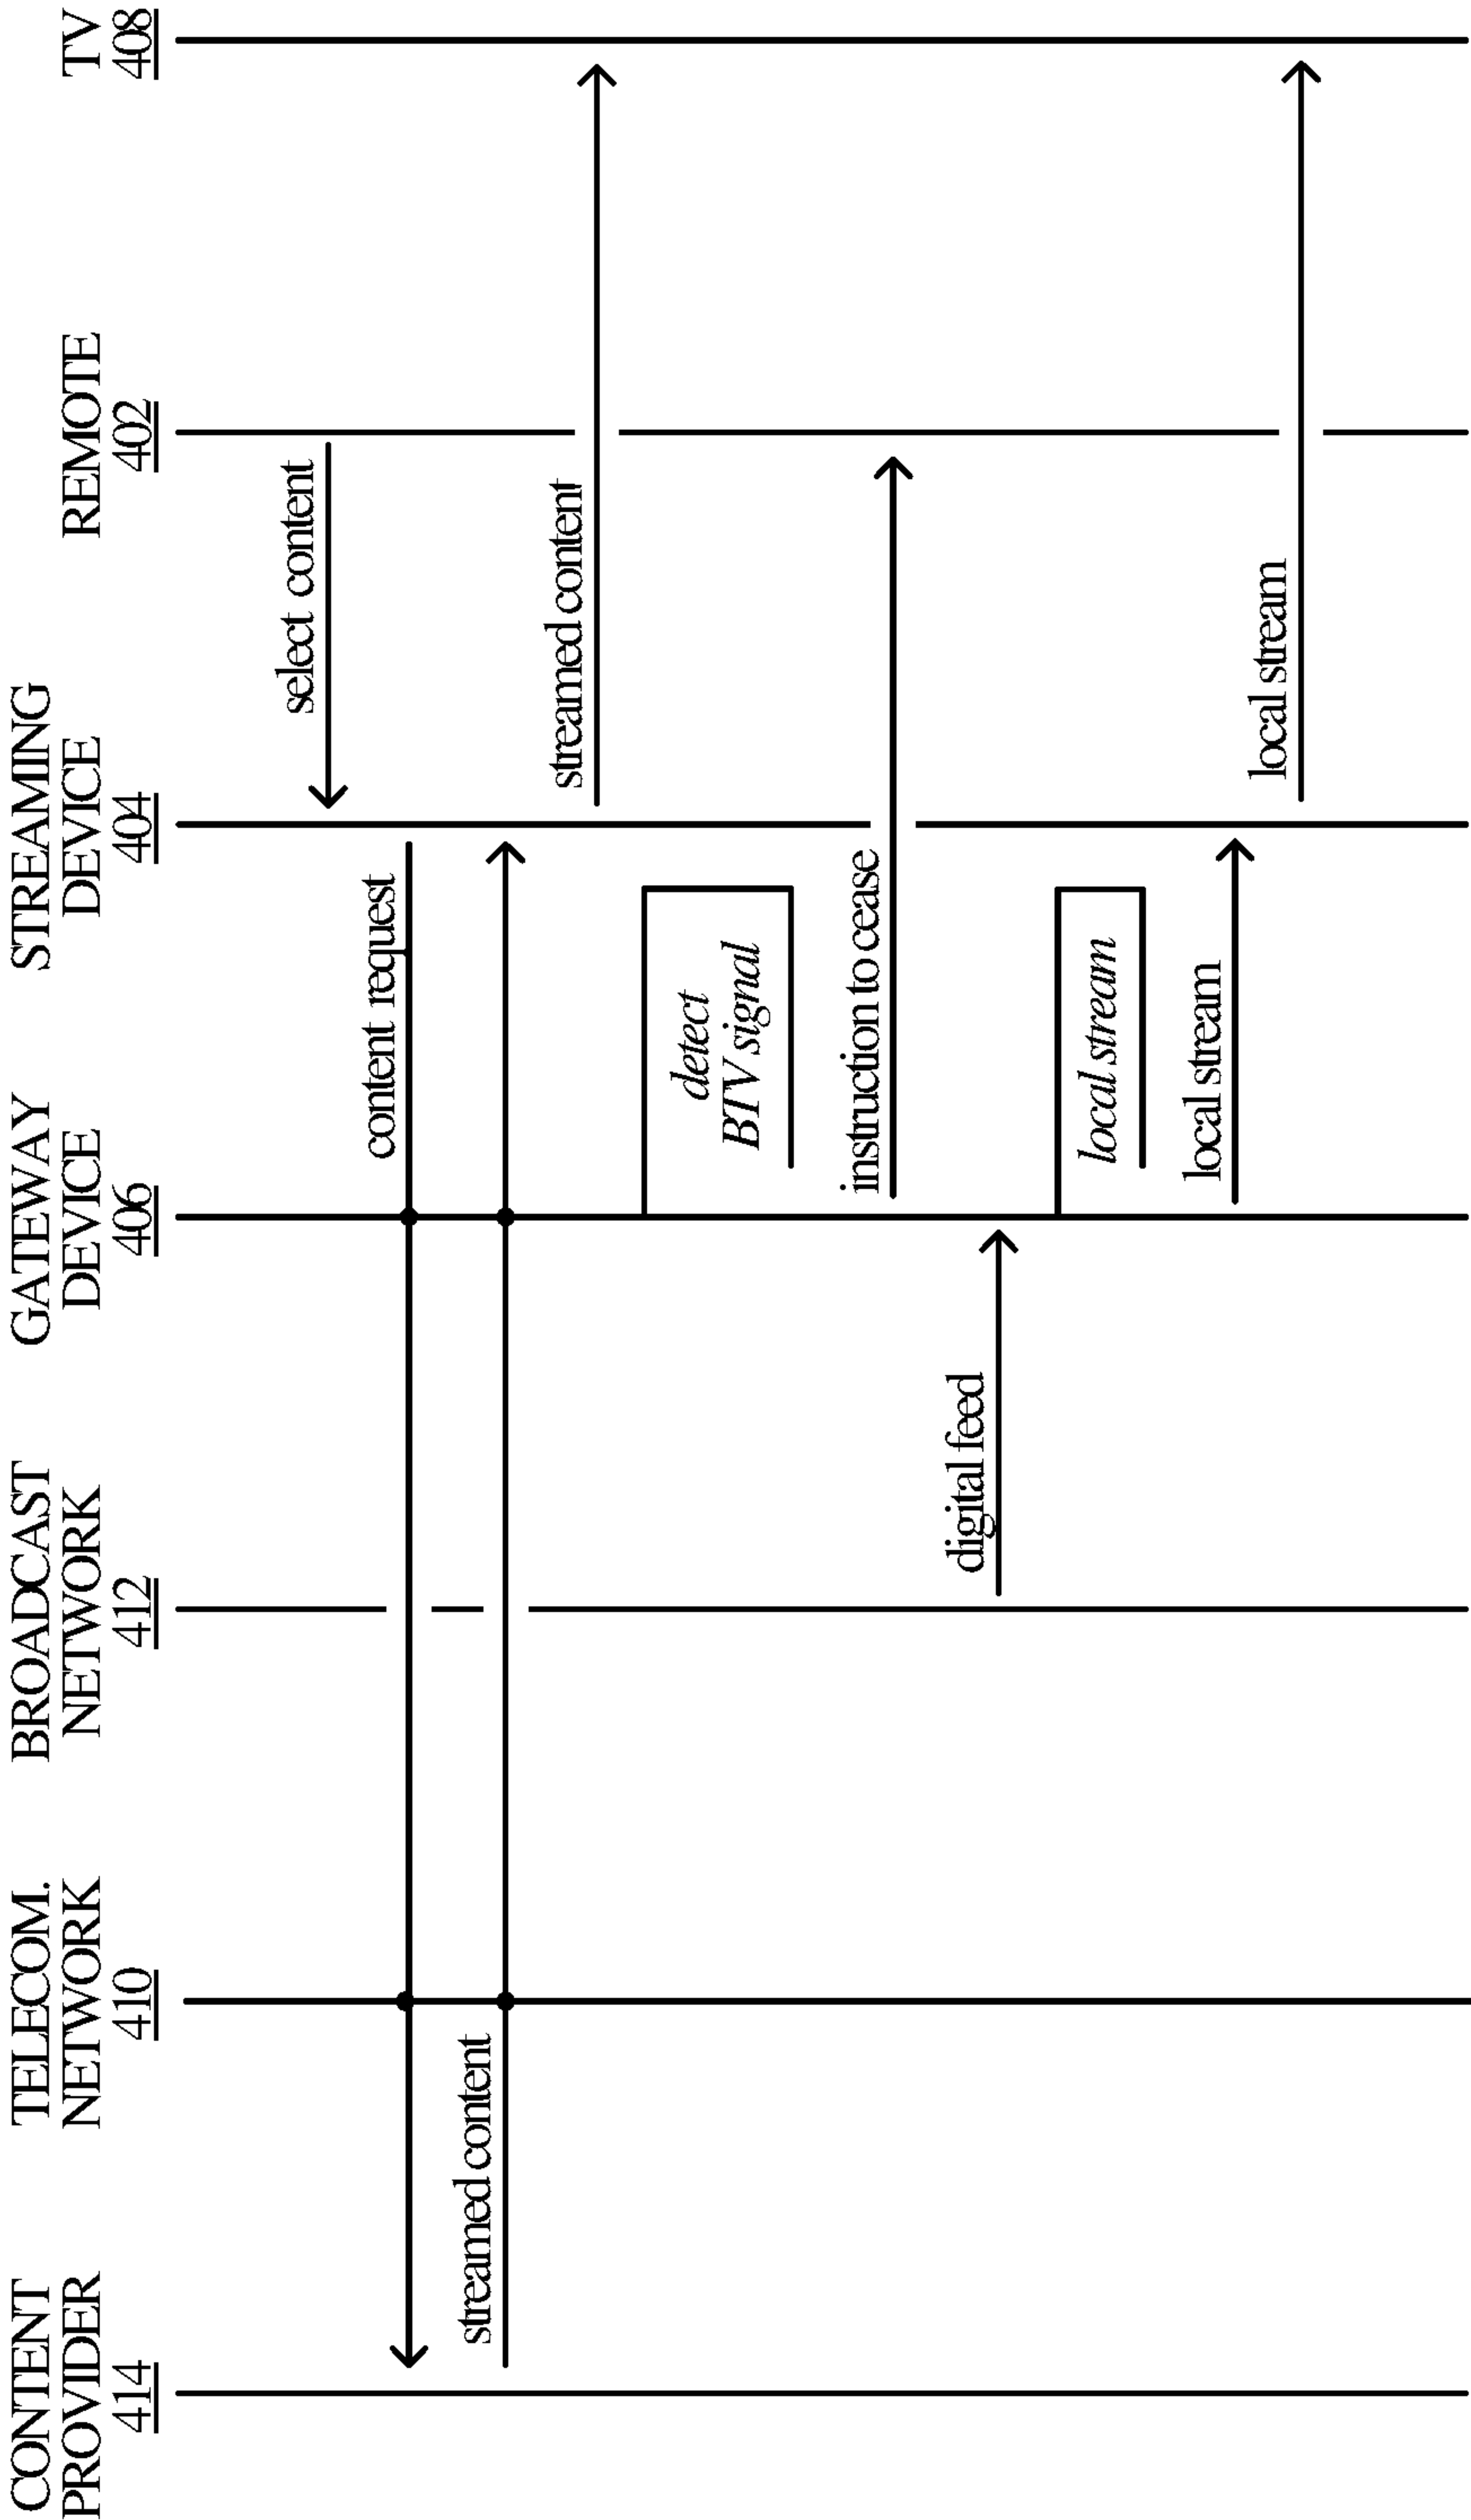 CONTENT
PROVIDER
414
TELECOM.
NETWORK
410
BROADCAST
NETWORK
412
GATEWAY
DEVICE
406
STREAMING
DEVICE
404
REMOTE
402
TV
408
select content
content request
streamed content
streamed content
detect
BTV signal
instruction to cease
digital feed
local stream
local stream
local stream